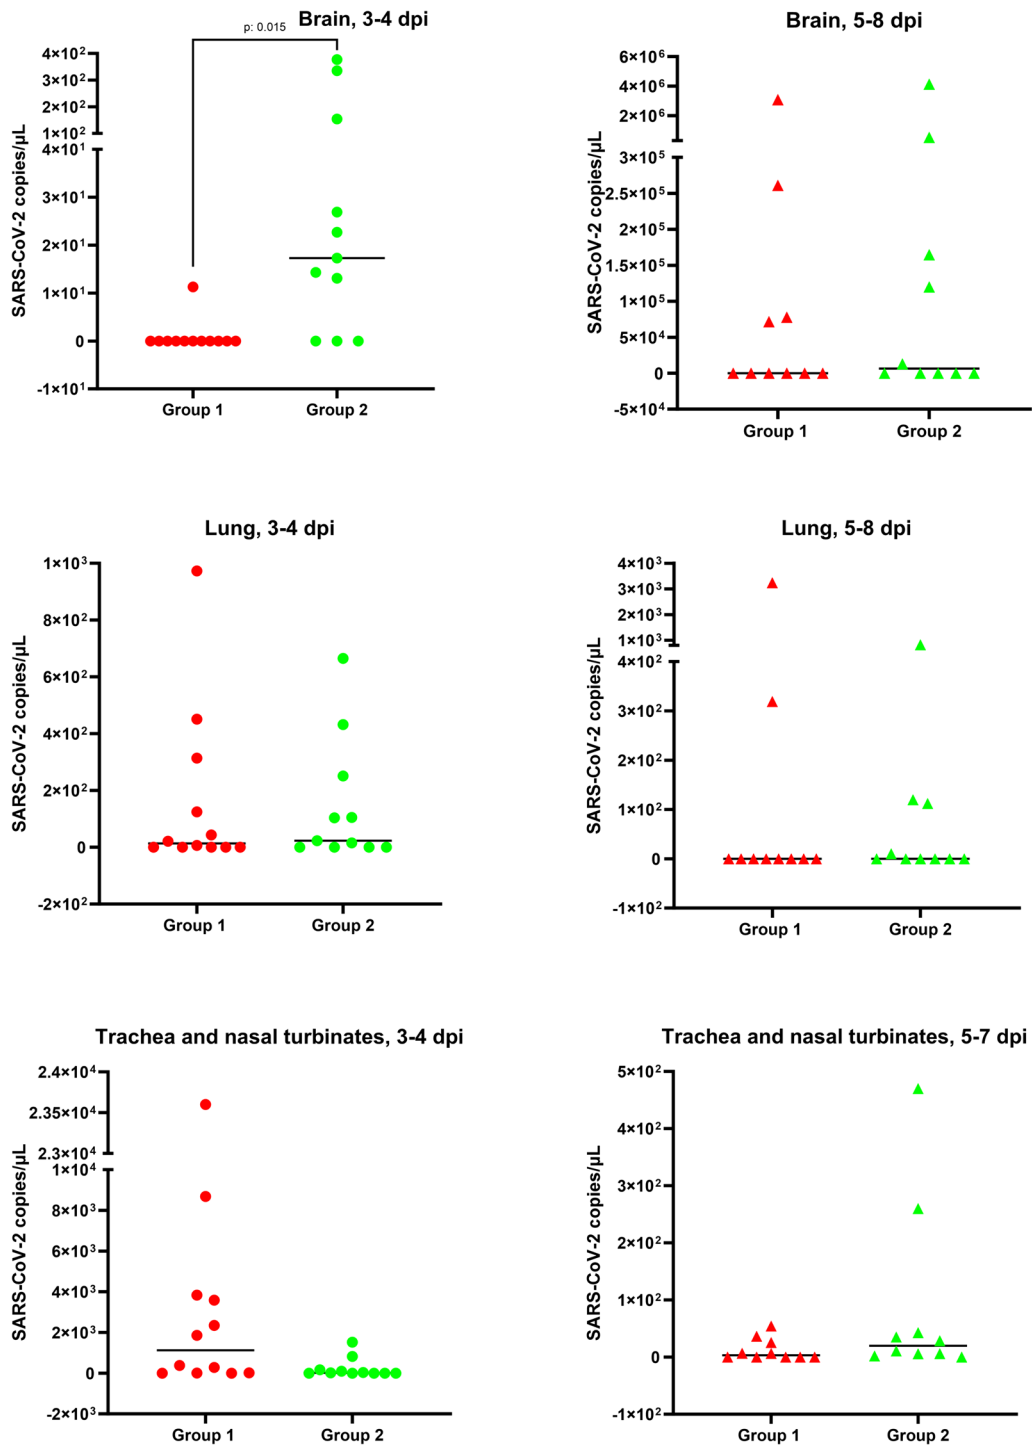 Brain, 3-4 dpi
p: 0.015
SARS-CoV-2 copies/µL
4×10²
3×10²
2×10²
1×10²
4×10¹
3×10¹
2×10¹
1×10¹
0
-1×10¹
Group 1 Group 2
Brain, 5-8 dpi
SARS-CoV-2 copies/µL
6×10⁶
4×10⁶
2×10⁶
3×10⁵
2.5×10⁵
2×10⁵
1.5×10⁵
1×10⁵
5×10⁴
0
-5×10⁴
Group 1 Group 2
Lung, 3-4 dpi
SARS-CoV-2 copies/µL
1×10³
8×10²
6×10²
4×10²
2×10²
0
-2×10²
Group 1 Group 2
Lung, 5-8 dpi
SARS-CoV-2 copies/µL
4×10³
3×10³
2×10³
1×10³
4×10²
3×10²
2×10²
1×10²
0
-1×10²
Group 1 Group 2
Trachea and nasal turbinates, 3-4 dpi
SARS-CoV-2 copies/µL
2.4×10⁴
2.35×10⁴
2.3×10⁴
1×10⁴
8×10³
6×10³
4×10³
2×10³
0
-2×10³
Group 1 Group 2
Trachea and nasal turbinates, 5-7 dpi
SARS-CoV-2 copies/µL
5×10²
4×10²
3×10²
2×10²
1×10²
0
-1×10²
Group 1 Group 2